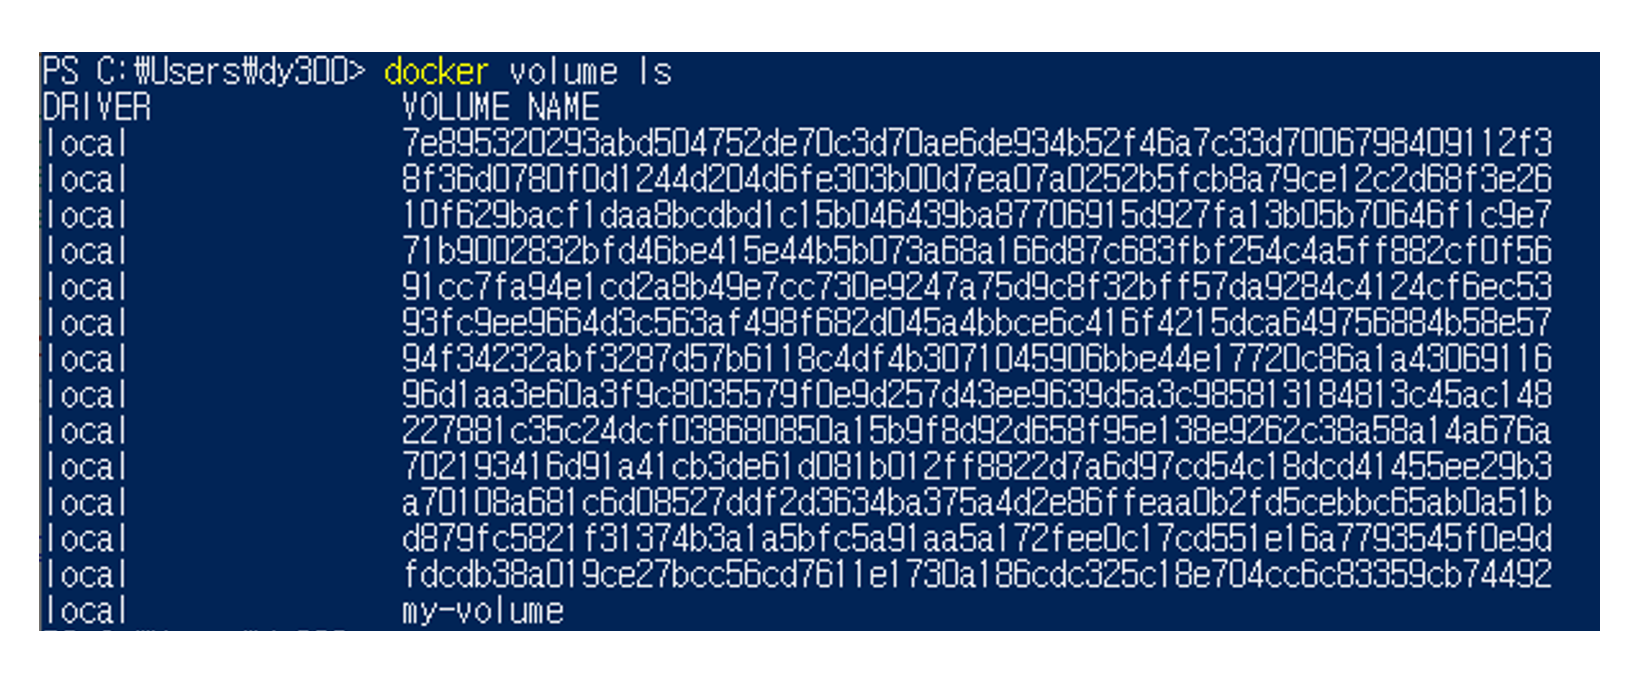 PS C:₩Users₩dy300> docker volume ls
DRIVER VOLUME NAME
local 7e895320293abd504752de70c3d70ae6de934b52f46a7c33d7006798409112f3
local 8f36d0780f0d1244d204d6fe303b00d7ea07a0252b5fcb8a79ce12c2d68f3e26
local 10f629bacf1daa8bcdbd1c15b046439ba87706915d927fa13b05b70646f1c9e7
local 71b9002832bfd46be415e44b5b073a68a166d87c683fbf254c4a5ff882cf0f56
local 91cc7fa94e1cd2a8b49e7cc730e9247a75d9c8f32bff57da9284c4124cf6ec53
local 93fc9ee9664d3c563af498f682d045a4bbce6c416f4215dca649756884b58e57
local 94f34232abf3287d57b6118c4df4b3071045906bbe44e17720c86a1a43069116
local 96d1aa3e60a3f9c8035579f0e9d257d43ee9639d5a3c985813184813c45ac148
local 227881c35c24dcf038680850a15b9f8d92d658f95e138e9262c38a58a14a676a
local 702193416d91a41cb3de61d081b012ff8822d7a6d97cd54c18dcd41455ee29b3
local a70108a681c6d08527ddf2d3634ba375a4d2e86ffeaa0b2fd5cebbc65ab0a51b
local d879fc5821f31374b3a1a5bfc5a91aa5a172fee0c17cd551e16a7793545f0e9d
local fdcdb38a019ce27bcc56cd7611e1730a186cdc325c18e704cc6c83359cb74492
local my-volume